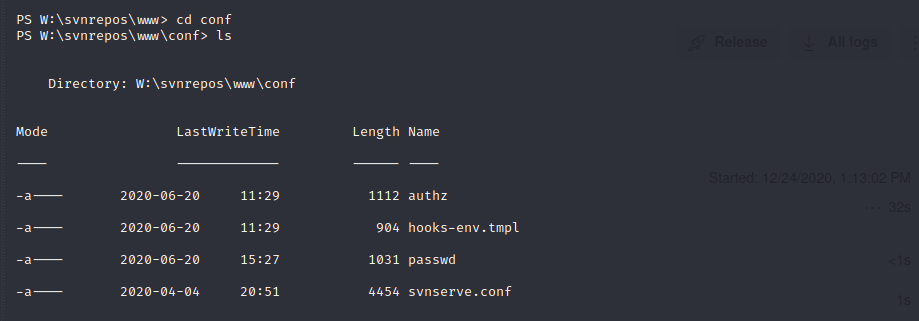 PS W:\svnrepos\www> cd conf
PS W:\svnrepos\www\conf> ls
Release
All logs
Directory: W:\svnrepos\www\conf
Mode LastWriteTime Length Name
---- ------------- ------ ----
Started: 12/24/2020, 1:13:02 PM
-a---- 2020-06-20 11:29 1112 authz
32s
-a---- 2020-06-20 11:29 904 hooks-env.tmpl
-a---- 2020-06-20 15:27 1031 passwd
<1s
-a---- 2020-04-04 20:51 4454 svnserve.conf
1s